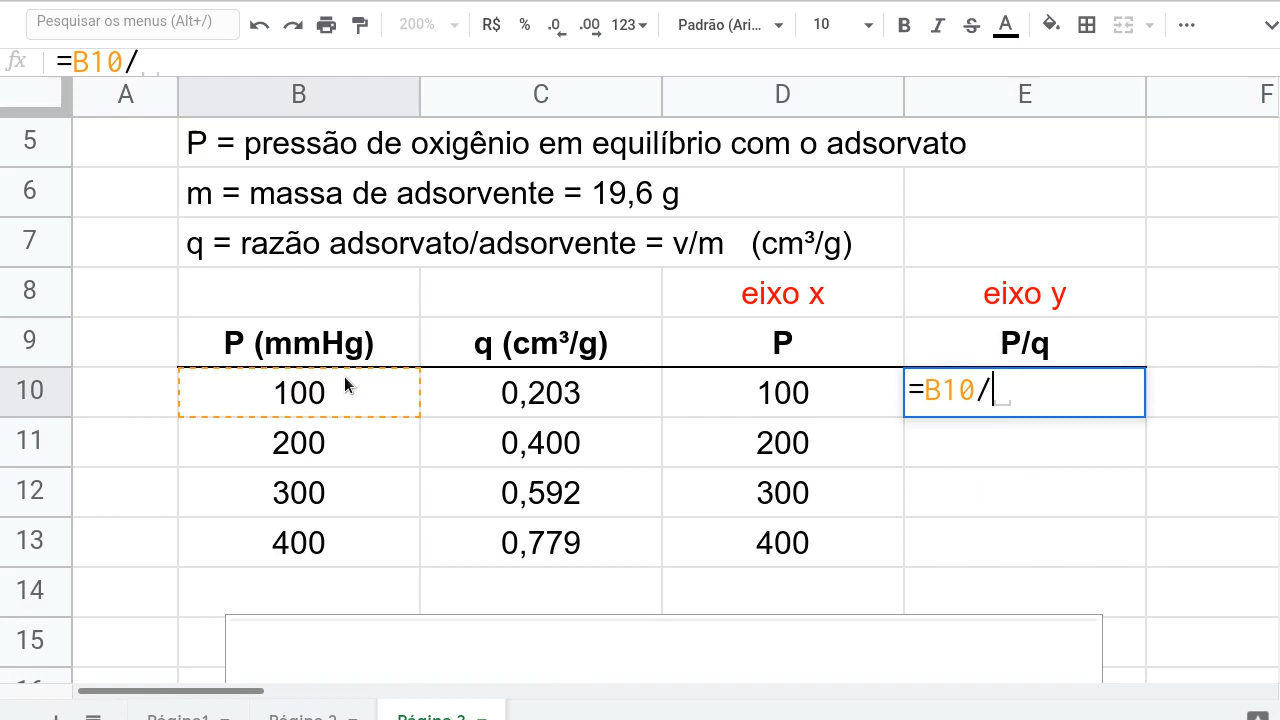 Pesquisar os menus (Alt+/)
200%
R$ % .0 .00 123
Padrão (Ari...
10
B I S A
fx =B10/
A B C D E F
5 P = pressão de oxigênio em equilíbrio com o adsorvato
6 m = massa de adsorvente = 19,6 g
7 q = razão adsorvato/adsorvente = v/m (cm³/g)
8 eixo x eixo y
9 P (mmHg) q (cm³/g) P P/q
10 100 0,203 100 =B10/
11 200 0,400 200
12 300 0,592 300
13 400 0,779 400
14
15
16
Página1 Página 2 Página 3